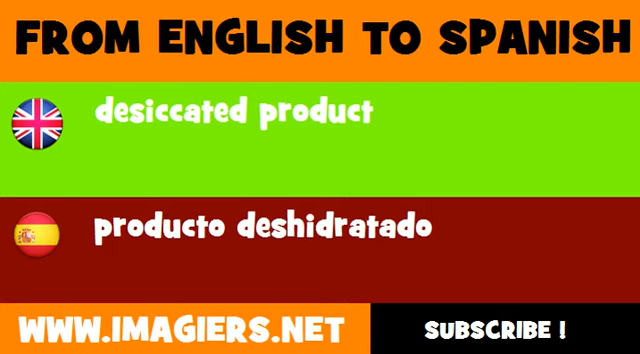 FROM ENGLISH TO SPANISH
desiccated product
producto deshidratado
WWW.IMAGIERS.NET
SUBSCRIBE !